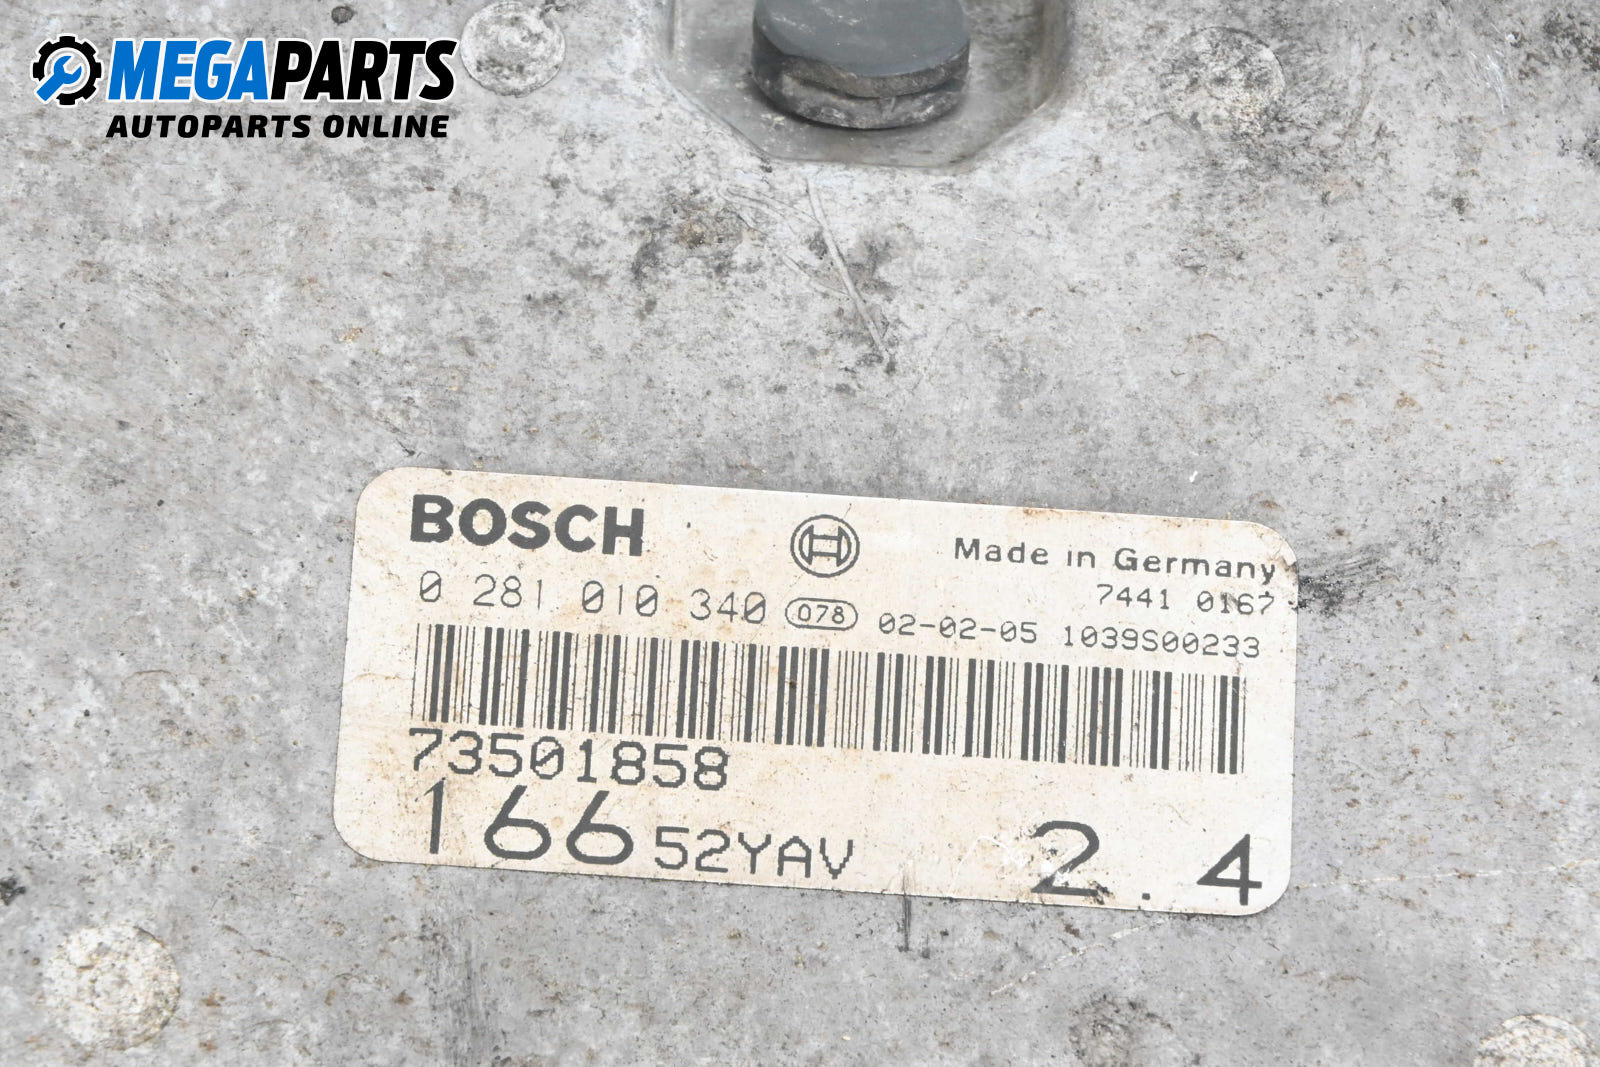 MEGAPARTS
AUTOPARTS ONLINE
BOSCH
Made in Germany
7441 0167
0 281 010 340 078 02-02-05 1039S00233
73501858
166 52YAV 2.4